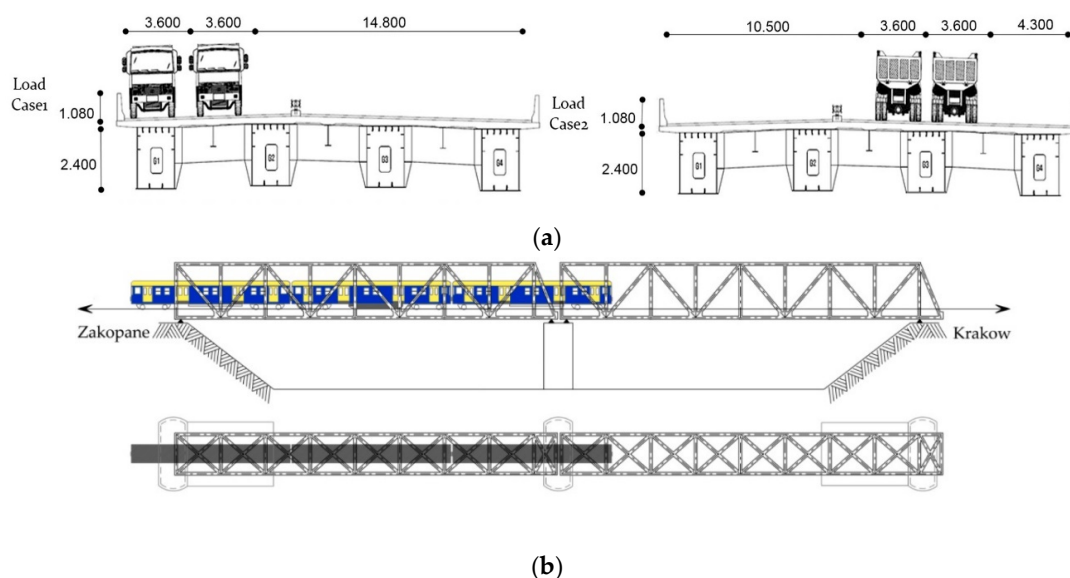 3.600 3.600 14.800
Load
Case1
1.080
2.400
G1 G2 G3 G4
10.500 3.600 3.600 4.300
Load
Case2
1.080
2.400
G1 G2 G3 G4
(a)
Zakopane
Krakow
(b)